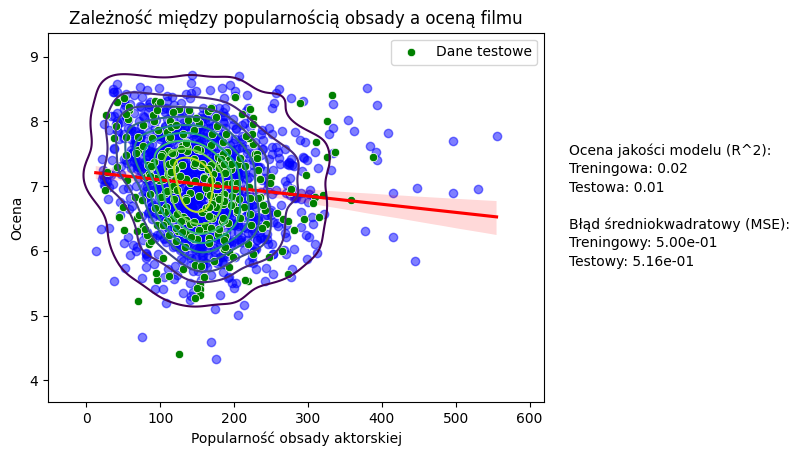 Zależność między popularnością obsady a oceną filmu
Dane testowe
9
8
7
6
5
4
Ocena
0 100 200 300 400 500 600
Popularność obsady aktorskiej
Ocena jakości modelu (R^2):
Treningowa: 0.02
Testowa: 0.01
Błąd średniokwadratowy (MSE):
Treningowy: 5.00e-01
Testowy: 5.16e-01